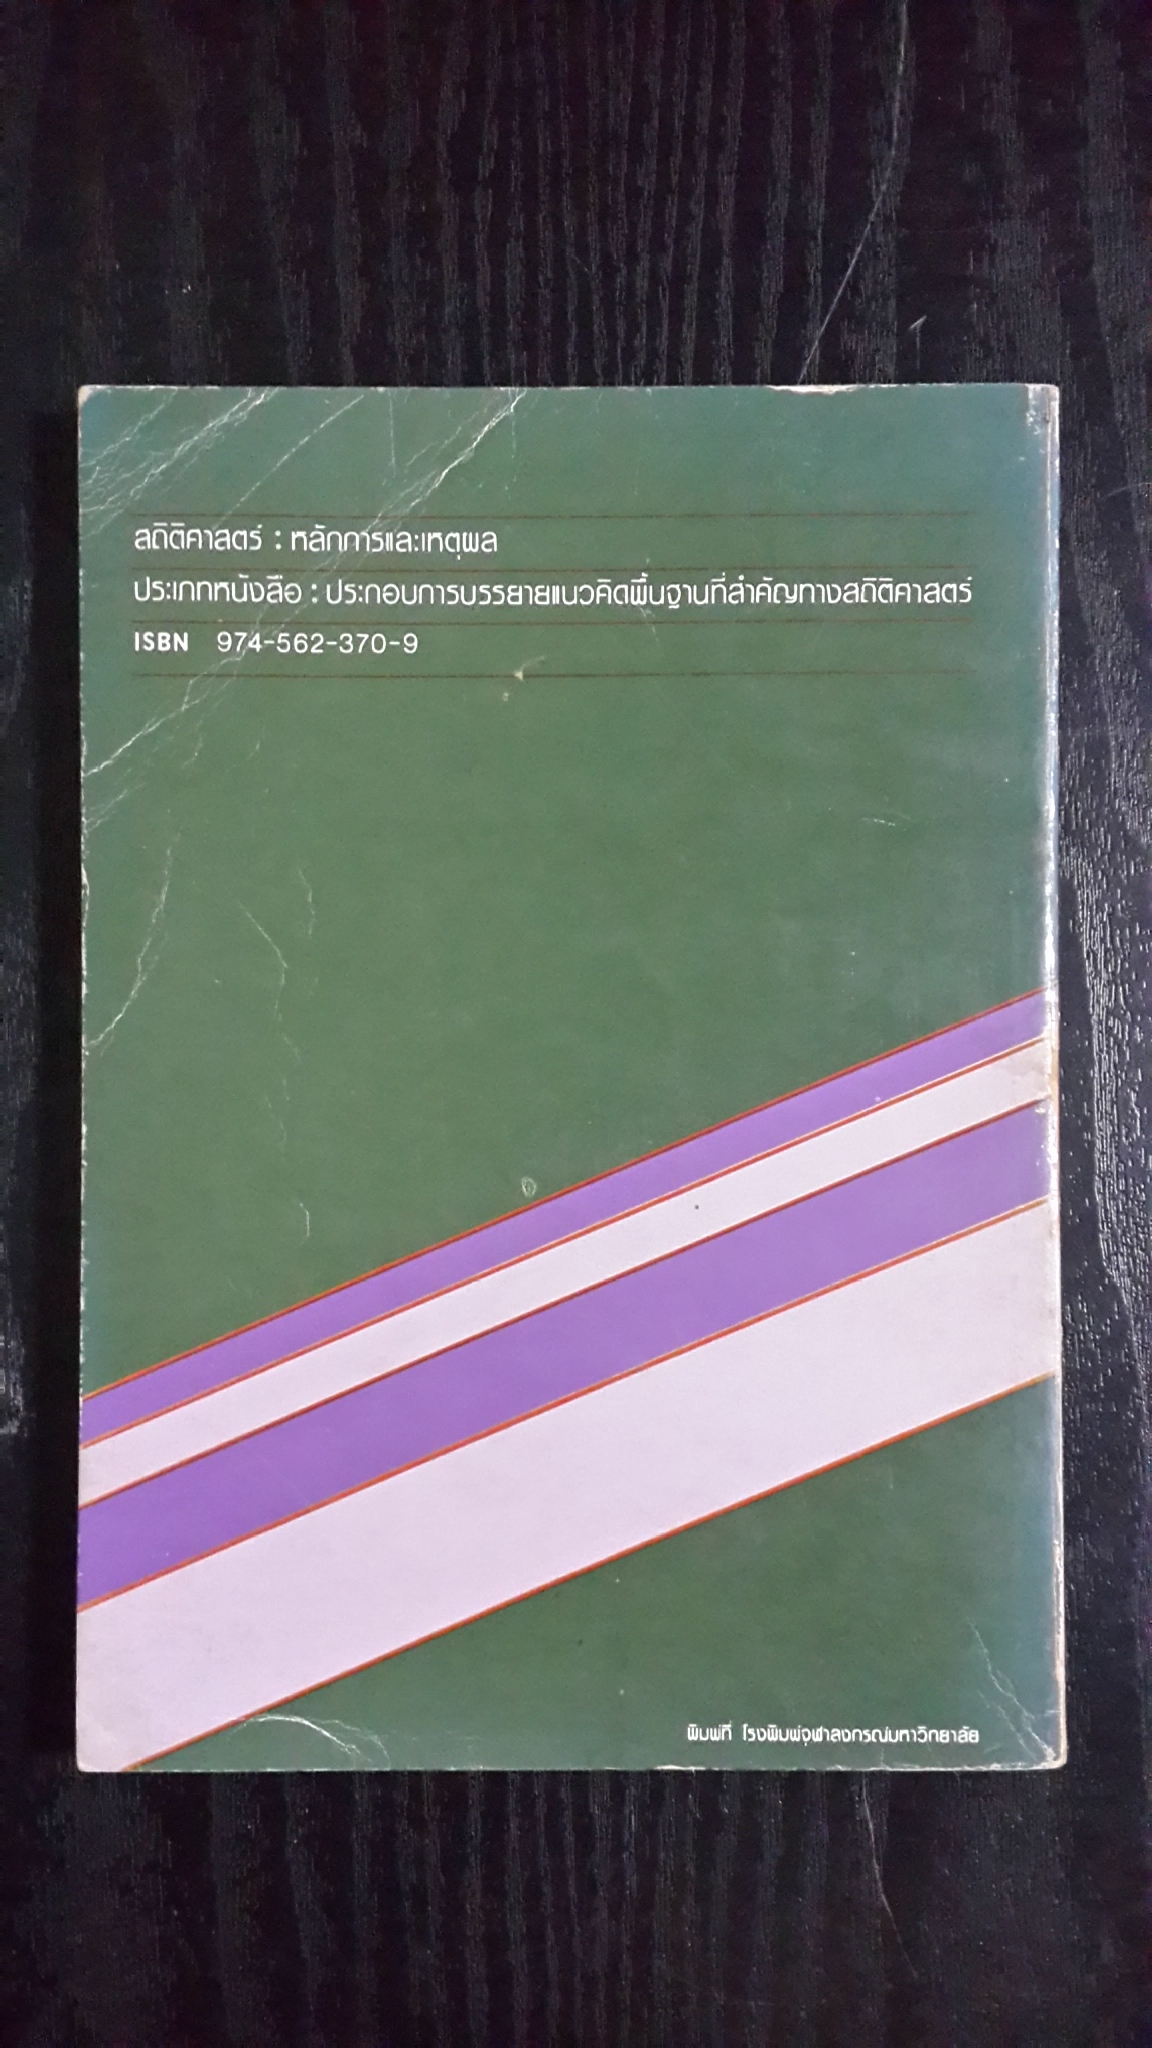 สถิติศาสตร์ : หลักการและเหตุผล
ประเภทหนังสือ : ประกอบการบรรยายแนวคิดพื้นฐานที่สำคัญทางสถิติศาสตร์
ISBN 974-562-370-9
พิมพ์ที่ โรงพิมพ์จุฬาลงกรณ์มหาวิทยาลัย